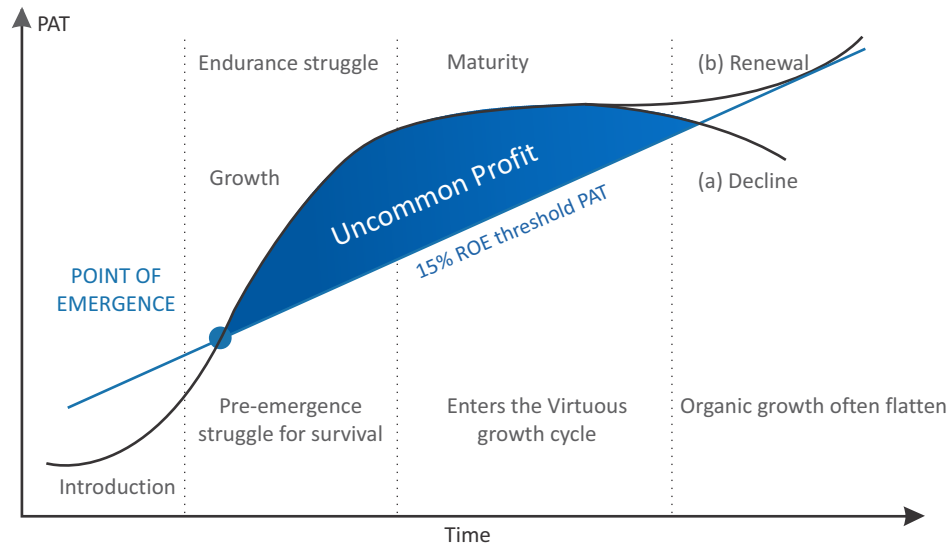 PAT
Endurance struggle
Maturity
(b) Renewal
Growth
Uncommon Profit
(a) Decline
15% ROE threshold PAT
POINT OF
EMERGENCE
Pre-emergence
struggle for survival
Enters the Virtuous
growth cycle
Organic growth often flatten
Introduction
Time